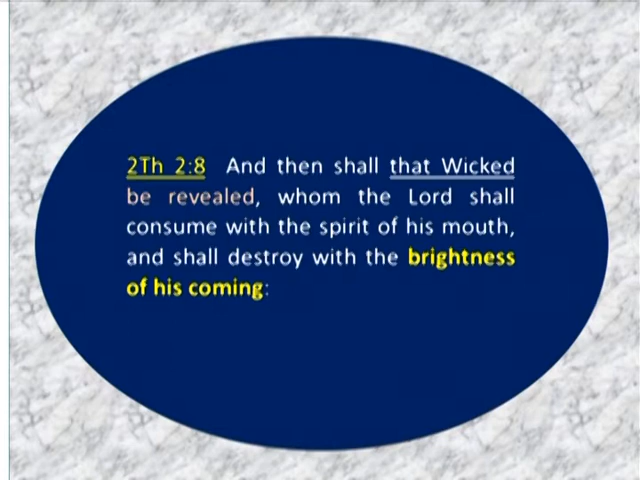 2Th 2:8 And then shall that Wicked
be revealed, whom the Lord shall
consume with the spirit of his mouth,
and shall destroy with the brightness
of his coming: